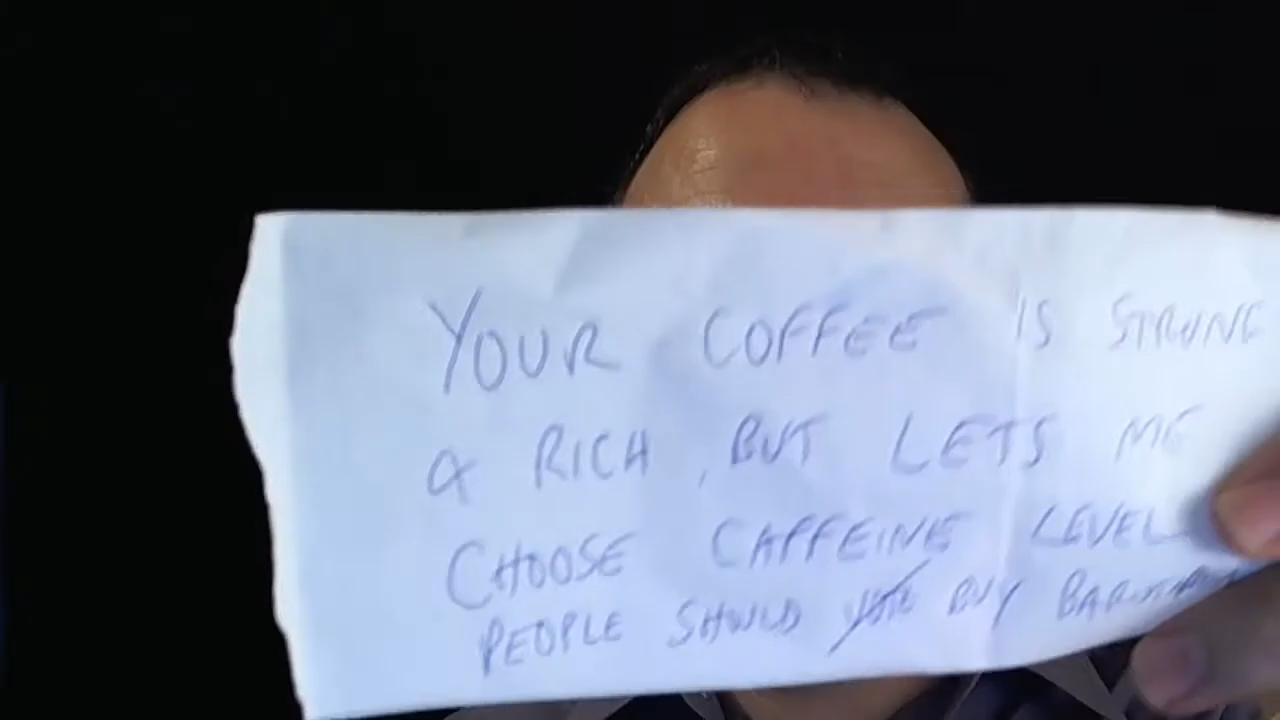 YOUR COFFEE IS STRONG
& RICH, BUT LETS ME
CHOOSE CAFFEINE LEVEL
PEOPLE SHOULD BUY